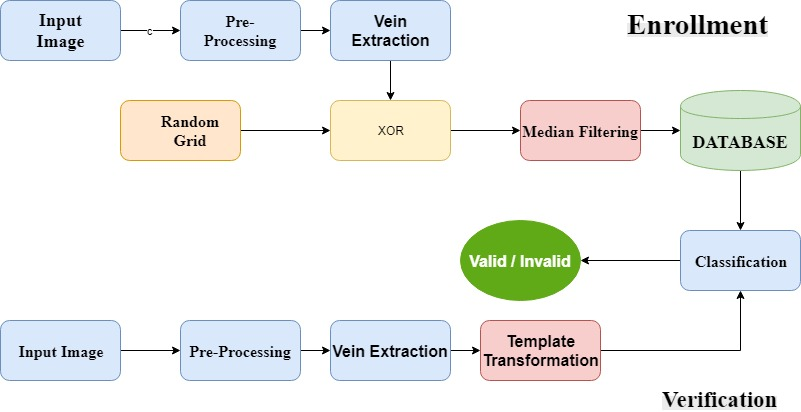 Input
Image
c
Pre-
Processing
Vein
Extraction
Enrollment
Random
Grid
XOR
Median Filtering
DATABASE
Valid / Invalid
Classification
Input Image
Pre-Processing
Vein Extraction
Template
Transformation
Verification